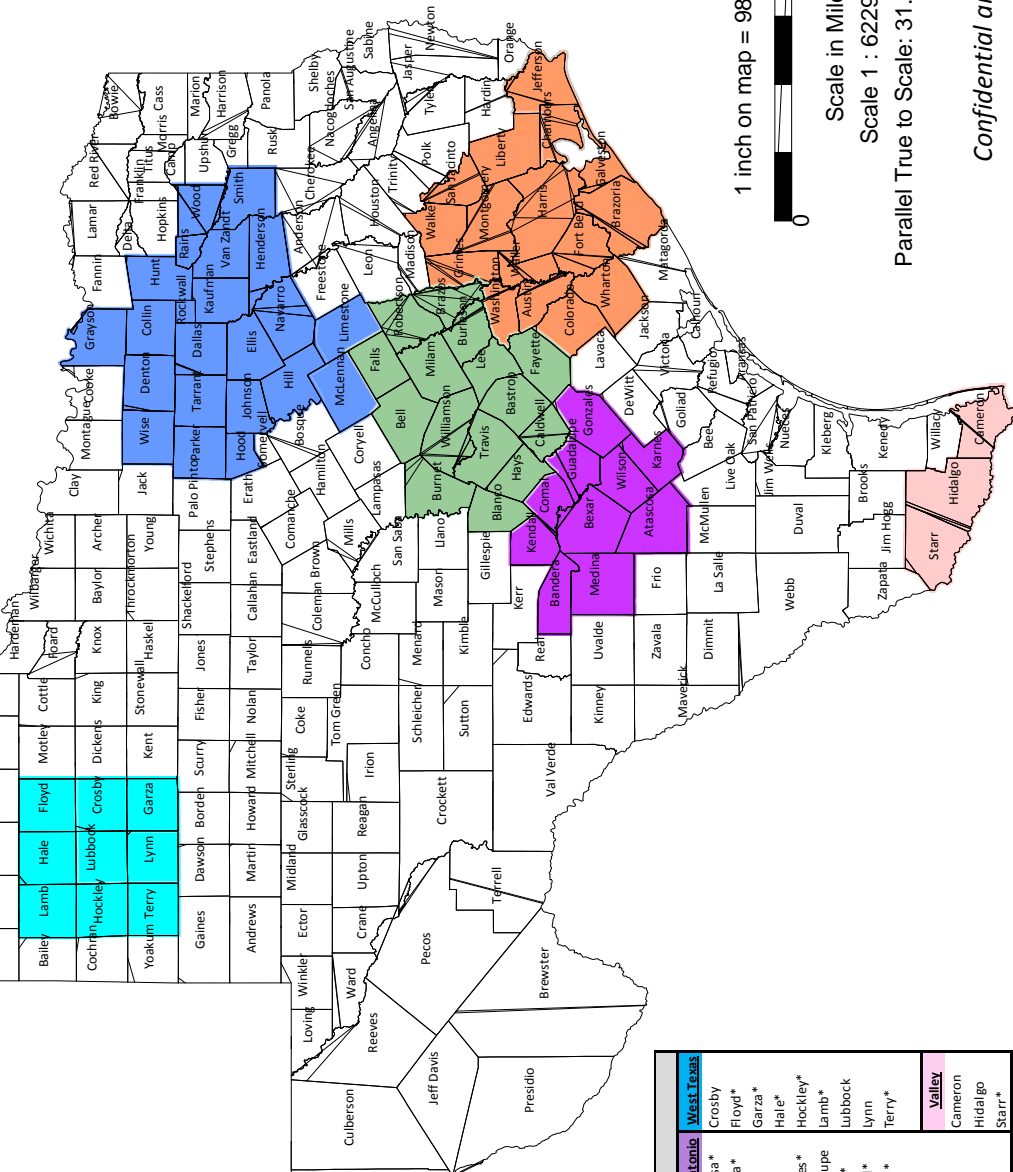 Hardeman
Wilbarger
Wichita
Clay
Montague
Cooke
Grayson
Fannin
Lamar
Red River
Bowie
Foard
Cottle
Motley
Floyd
Hale
Lamb
Bailey
Archer
Baylor
Knox
King
Dickens
Crosby
Lubbock
Hockley
Cochran
Jack
Wise
Denton
Collin
Hunt
Delta
Hopkins
Franklin
Titus
Camp
Morris
Cass
Marion
Young
Throckmorton
Haskell
Stonewall
Kent
Garza
Lynn
Terry
Yoakum
Palo Pinto
Parker
Tarrant
Dallas
Rockwall
Kaufman
Rains
Van Zandt
Wood
Upshur
Smith
Gregg
Harrison
Stephens
Shackelford
Jones
Fisher
Scurry
Borden
Dawson
Gaines
Hood
Johnson
Ellis
Henderson
Rusk
Panola
Erath
Somervell
Eastland
Callahan
Taylor
Nolan
Mitchell
Howard
Martin
Andrews
Comanche
Hamilton
Bosque
Hill
Navarro
Anderson
Cherokee
Nacogdoches
Shelby
San Augustine
Sabine
Brown
Coleman
Runnels
Coke
Sterling
Glasscock
Midland
Ector
Winkler
Loving
Mills
Lampasas
Coryell
McLennan
Limestone
Freestone
Leon
Houston
Trinity
Angelina
Polk
Tyler
Jasper
Newton
San Saba
McCulloch
Concho
Tom Green
Irion
Reagan
Upton
Crane
Ward
Reeves
Culberson
Falls
Bell
Robertson
Madison
Walker
San Jacinto
Hardin
Orange
Llano
Mason
Menard
Schleicher
Crockett
Pecos
Jeff Davis
Burnet
Williamson
Milam
Brazos
Burleson
Grimes
Montgomery
Liberty
Jefferson
Chambers
Gillespie
Kimble
Sutton
Terrell
Brewster
Presidio
Blanco
Hays
Travis
Bastrop
Lee
Fayette
Washington
Austin
Waller
Harris
Galveston
Kerr
Edwards
Val Verde
Kendall
Comal
Guadalupe
Caldwell
Gonzales
Lavaca
Colorado
Wharton
Fort Bend
Brazoria
Bandera
Real
Medina
Bexar
Wilson
Karnes
DeWitt
Victoria
Jackson
Matagorda
Uvalde
Kinney
Frio
Atascosa
Goliad
Refugio
Calhoun
Aransas
Zavala
Maverick
Dimmit
La Salle
McMullen
Live Oak
Bee
San Patricio
Jim Wells
Nueces
Kleberg
Webb
Duval
Brooks
Kenedy
Zapata
Jim Hogg
Willacy
Starr
Hidalgo
Cameron
1 inch on map = 98
0
Scale in Mile
Scale 1 : 6229
Parallel True to Scale: 31.
Confidential an
tonio
sa*
a*
es*
upe
*
l*
*
West Texas
Crosby
Floyd*
Garza*
Hale*
Hockley*
Lamb*
Lubbock
Lynn
Terry*
Valley
Cameron
Hidalgo
Starr*